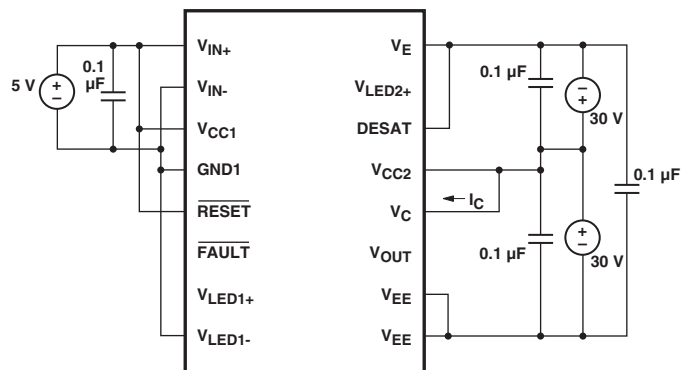 V_IN+
V_IN-
V_CC1
GND1
RESET
FAULT
V_LED1+
V_LED1-
V_E
V_LED2+
DESAT
V_CC2
V_C
V_OUT
V_EE
V_EE
5 V
+
−
0.1
µF
0.1 µF
−
+
30 V
I_C
0.1 µF
+
−
30 V
0.1 µF